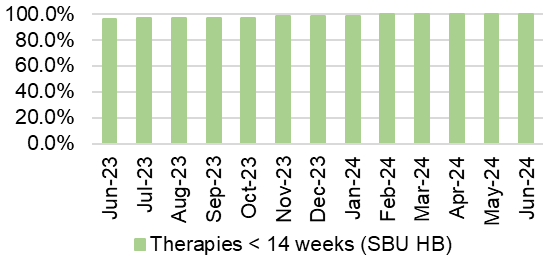 100.0%
80.0%
60.0%
40.0%
20.0%
0.0%
Jun-23
Jul-23
Aug-23
Sep-23
Oct-23
Nov-23
Dec-23
Jan-24
Feb-24
Mar-24
Apr-24
May-24
Jun-24
Therapies < 14 weeks (SBU HB)